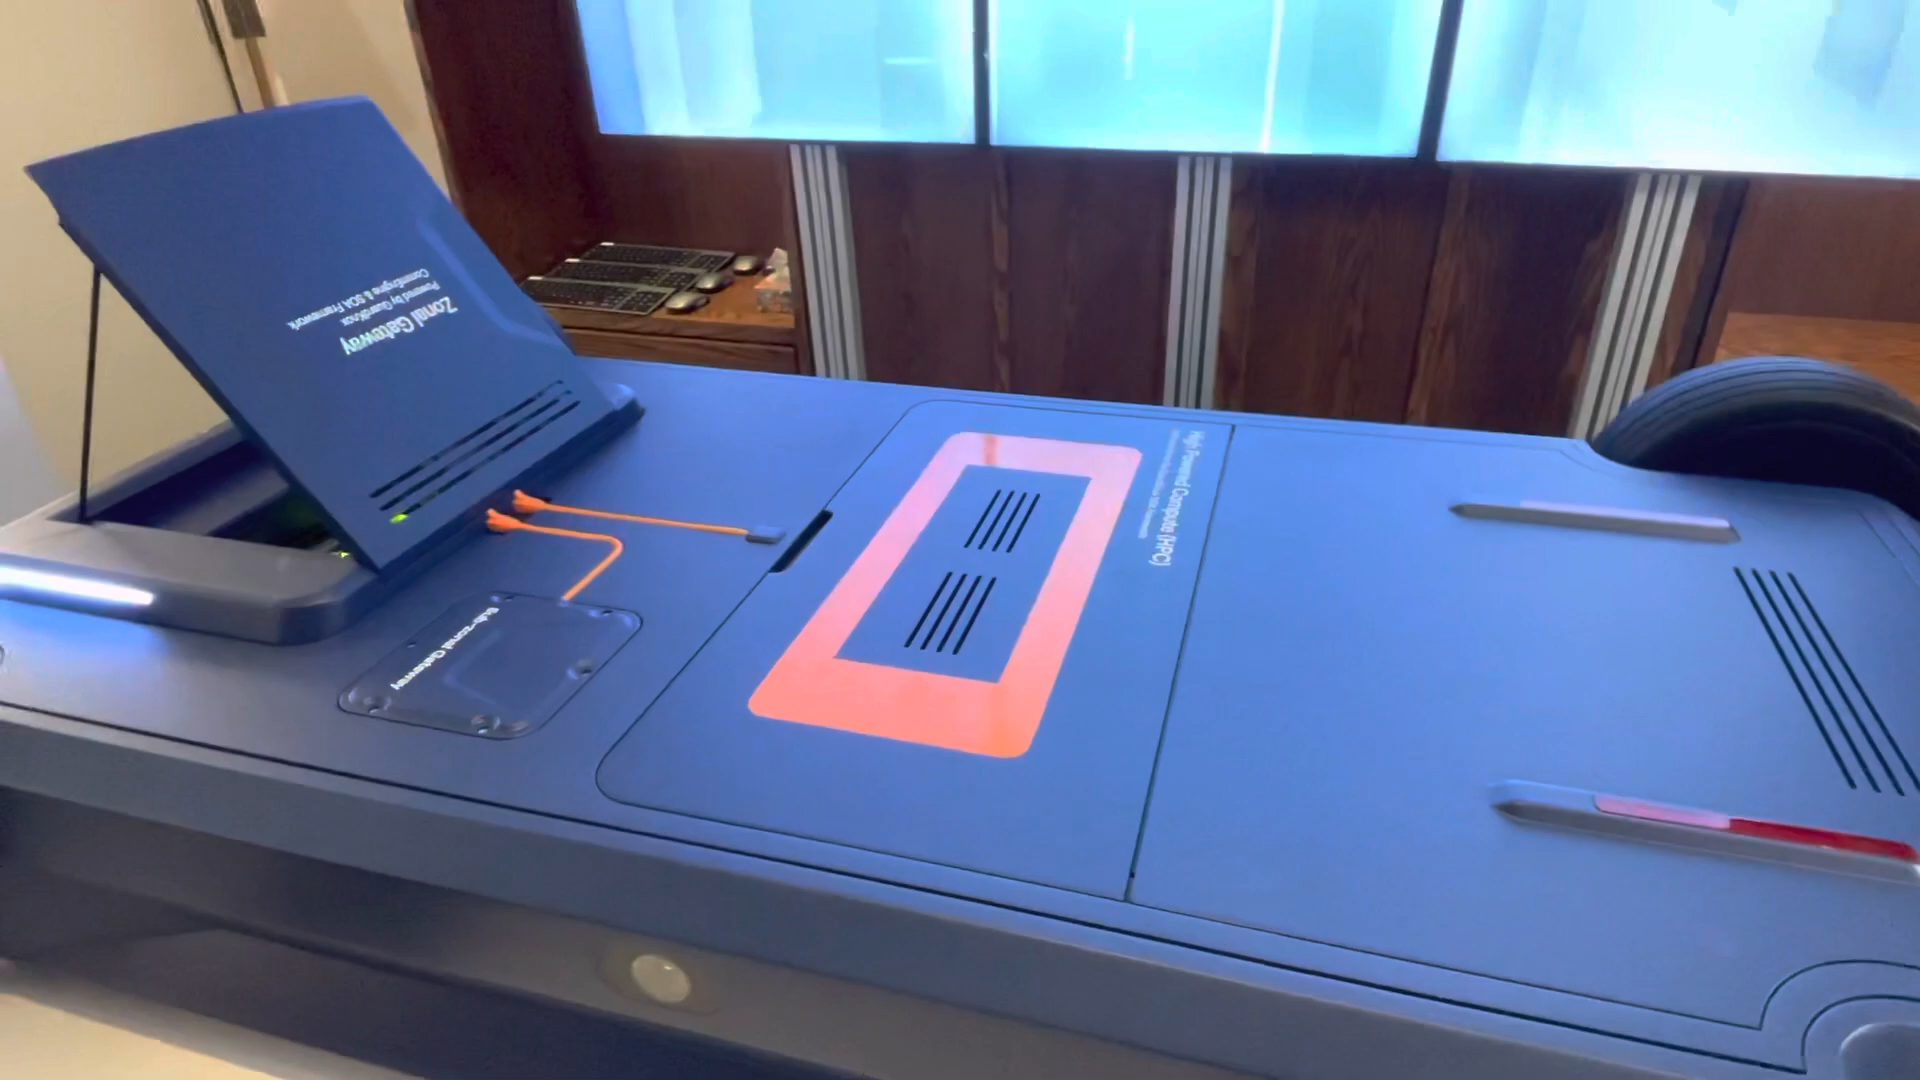 Zonal Gateway
Powered by GuardKnox
CommEngine & SOA Framework
Sub-zonal Gateway
High Powered Compute (HPC)